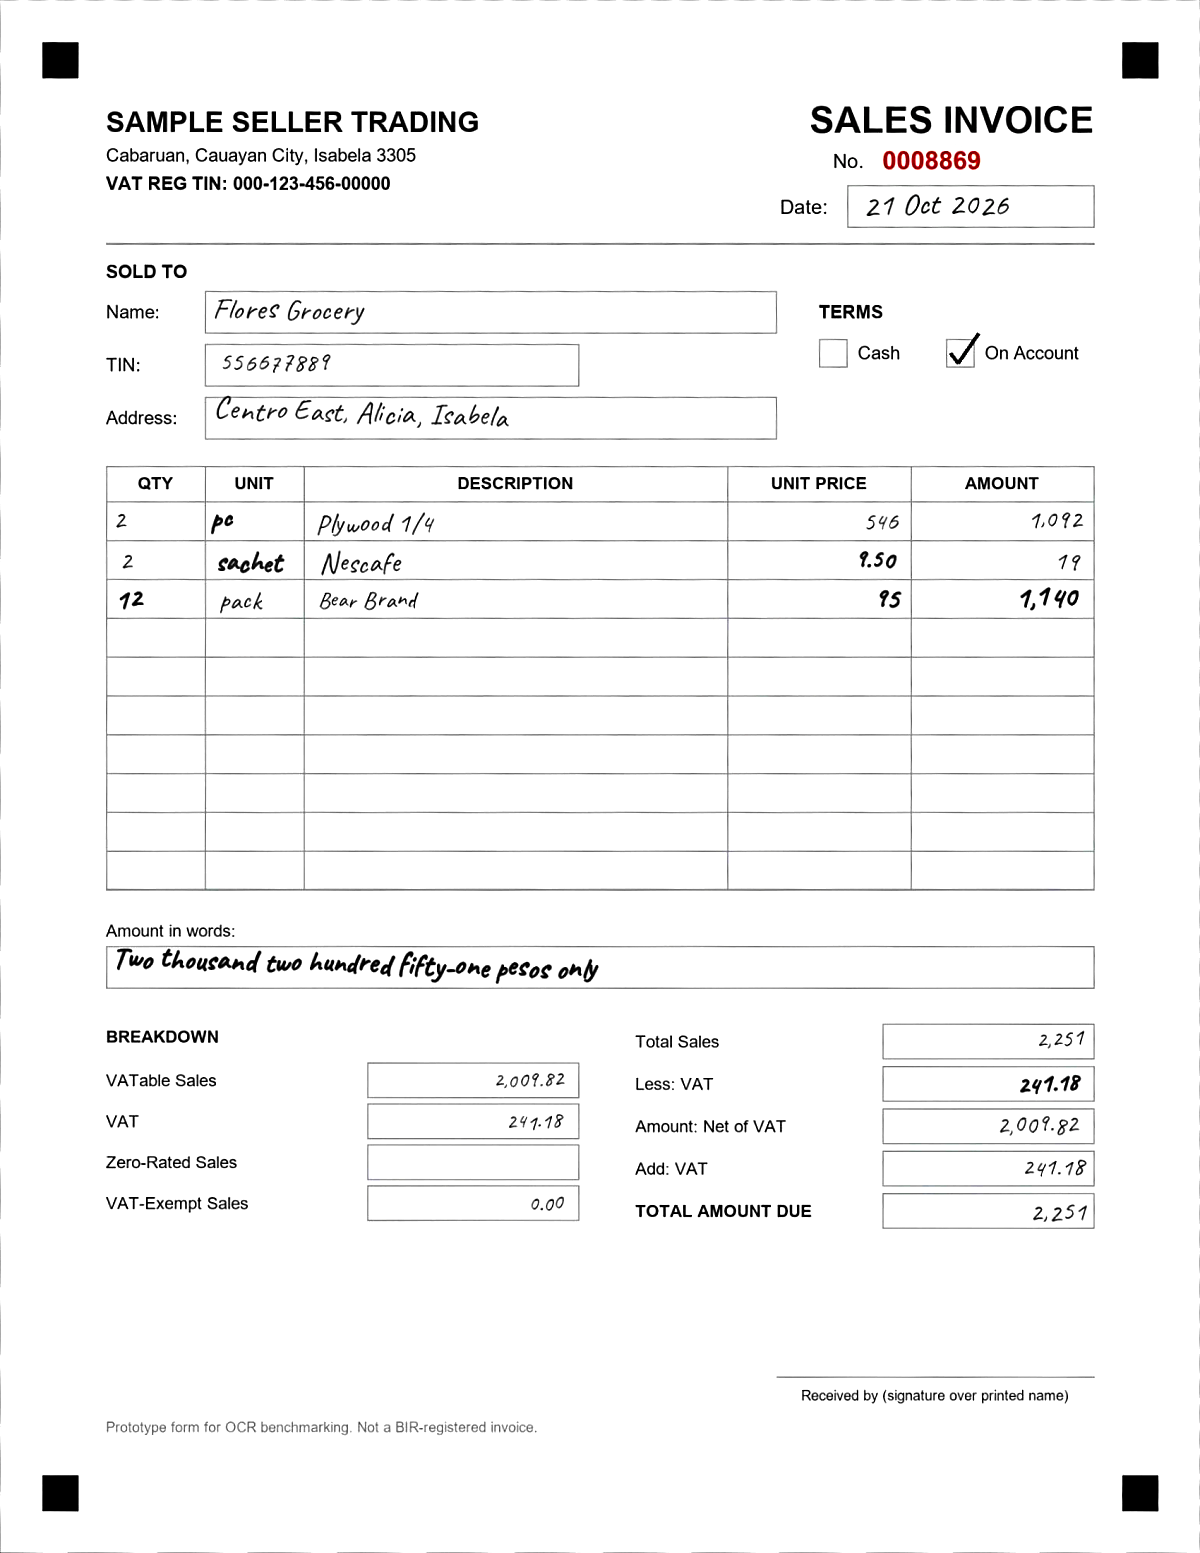 SAMPLE SELLER TRADING
Cabaruan, Cauayan City, Isabela 3305
VAT REG TIN: 000-123-456-00000
SALES INVOICE
No. 0008869
Date: 21 Oct 2026
SOLD TO
Name: Flores Grocery
TIN: 556677889
Address: Centro East, Alicia, Isabela
TERMS
Cash On Account
QTY UNIT DESCRIPTION UNIT PRICE AMOUNT
2 pc Plywood 1/4 546 1,092
2 sachet Nescafe 9.50 19
12 pack Bear Brand 95 1,140
Amount in words:
Two thousand two hundred fifty-one pesos only
BREAKDOWN
VATable Sales 2,009.82
VAT 241.18
Zero-Rated Sales
VAT-Exempt Sales 0.00
Total Sales 2,251
Less: VAT 241.18
Amount: Net of VAT 2,009.82
Add: VAT 241.18
TOTAL AMOUNT DUE 2,251
Received by (signature over printed name)
Prototype form for OCR benchmarking. Not a BIR-registered invoice.